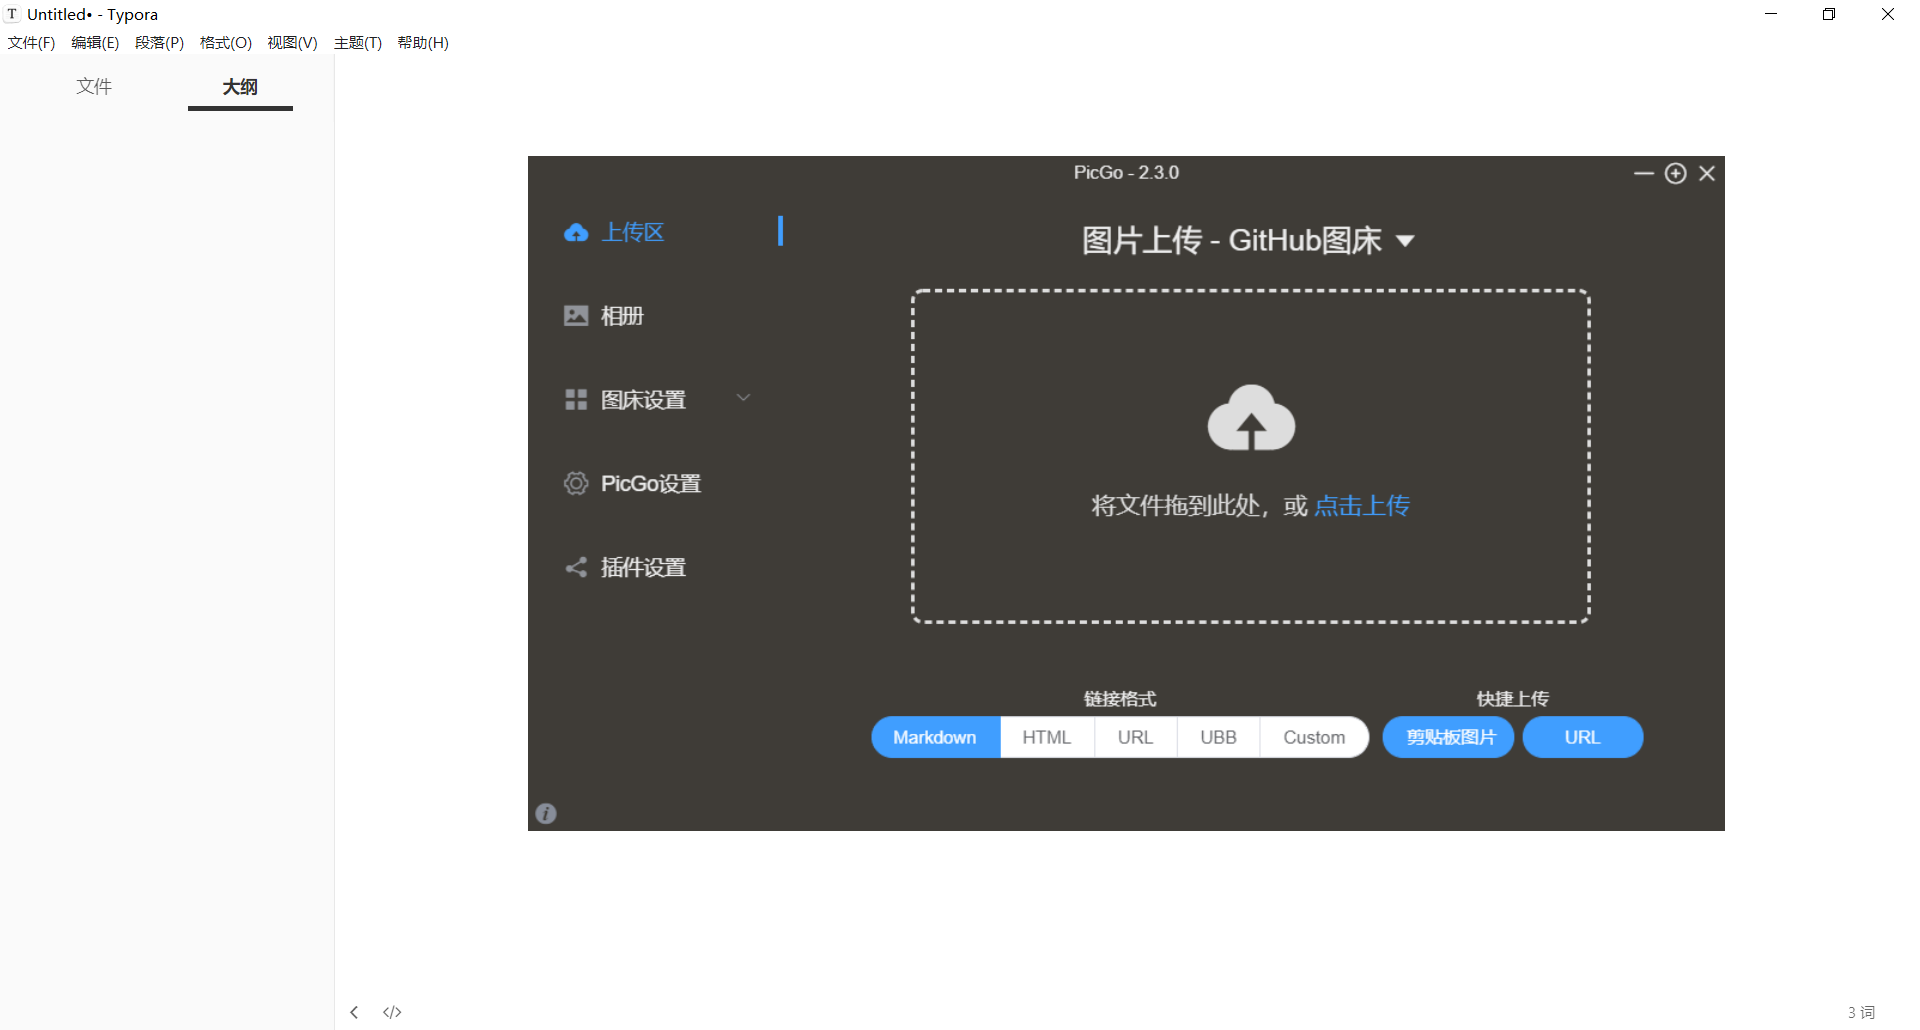 Untitled• - Typora
文件(F) 编辑(E) 段落(P) 格式(O) 视图(V) 主题(T) 帮助(H)
文件 大纲
PicGo - 2.3.0
上传区
相册
图床设置
PicGo设置
插件设置
图片上传 - GitHub图床
将文件拖到此处，或 点击上传
链接格式 快捷上传
Markdown HTML URL UBB Custom 剪贴板图片 URL
3 词